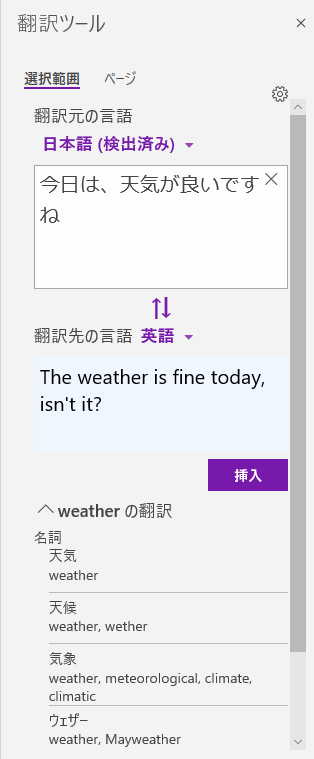 翻訳ツール
選択範囲 ページ
翻訳元の言語
日本語 (検出済み)
今日は、天気が良いです
ね
翻訳先の言語 英語
The weather is fine today,
isn't it?
挿入
weather の翻訳
名詞
天気
weather
天候
weather, wether
気象
weather, meteorological, climate,
climatic
ウェザー
weather, Mayweather